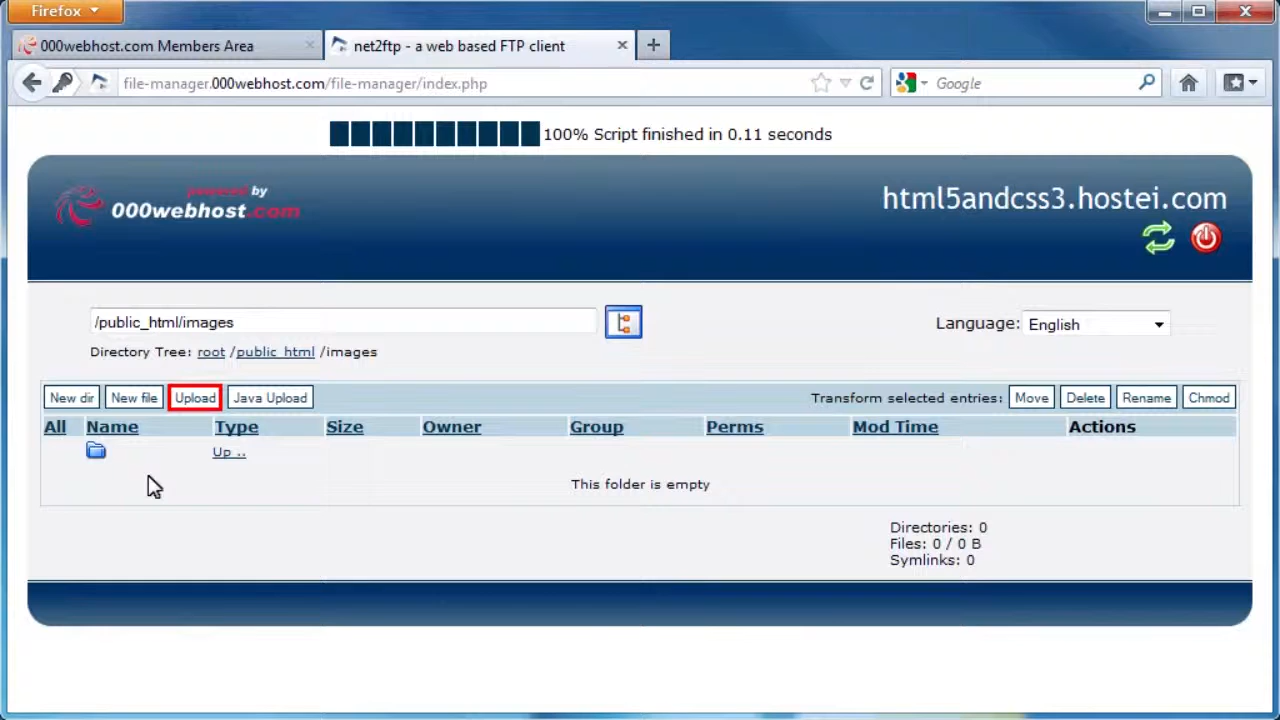 Firefox
000webhost.com Members Area
net2ftp - a web based FTP client
file-manager.000webhost.com/file-manager/index.php
Google
100% Script finished in 0.11 seconds
powered by
000webhost.com
html5andcss3.hostei.com
/public_html/images
Language: English
Directory Tree: root /public_html /images
New dir New file Upload Java Upload Transform selected entries: Move Delete Rename Chmod
All Name Type Size Owner Group Perms Mod Time Actions
Up ..
This folder is empty
Directories: 0
Files: 0 / 0 B
Symlinks: 0